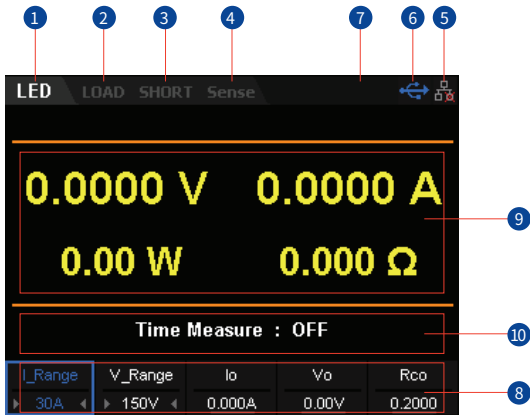 1 2 3 4 7 6 5
LED LOAD SHORT Sense
0.0000 V 0.0000 A
9
0.00 W 0.000 Ω
Time Measure : OFF
10
I_Range V_Range Io Vo Rco
8
30A 150V 0.000A 0.00V 0.2000